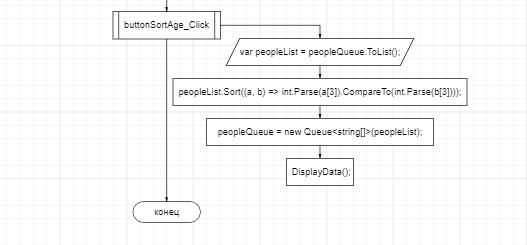 buttonSortAge_Click
var peopleList = peopleQueue.ToList();
peopleList.Sort((a, b) => int.Parse(a[3]).CompareTo(int.Parse(b[3])));
peopleQueue = new Queue<string[]>(peopleList);
DisplayData();
конец